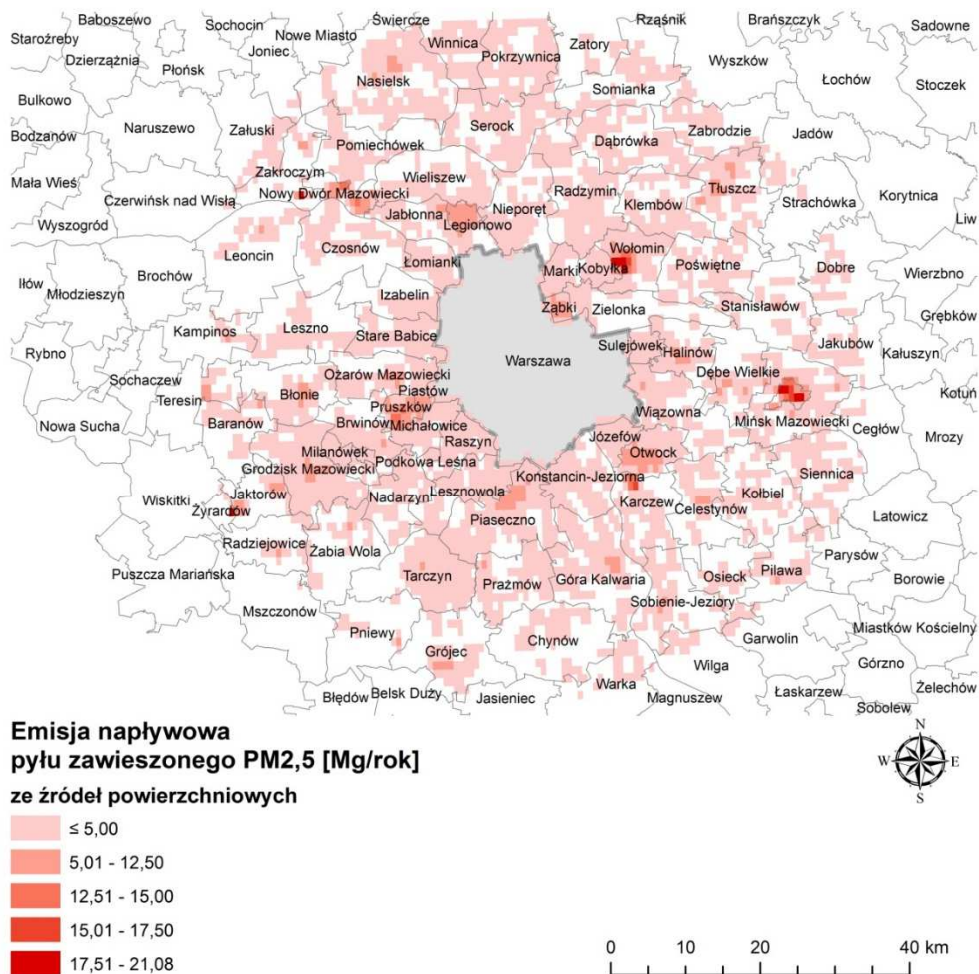 Baboszewo
Sochocin
Świercze
Rząśnik
Brańszczyk
Staroźreby
Nowe Miasto
Winnica
Zatory
Sadowne
Dzierzążnia
Joniec
Pokrzywnica
Wyszków
Płońsk
Nasielsk
Somianka
Łochów
Stoczek
Bulkowo
Naruszewo
Załuski
Serock
Zabrodzie
Jadów
Bodzanów
Pomiechówek
Dąbrówka
Zakroczym
Wieliszew
Radzymin
Tłuszcz
Korytnica
Mała Wieś
Czerwińsk nad Wisłą
Nowy Dwór Mazowiecki
Nieporęt
Klembów
Strachówka
Jabłonna
Legionowo
Liw
Wyszogród
Czosnów
Wołomin
Leoncin
Łomianki
Marki
Kobyłka
Poświętne
Dobre
Wierzbno
Iłów
Brochów
Młodzieszyn
Izabelin
Ząbki
Zielonka
Stanisławów
Grębków
Kampinos
Leszno
Stare Babice
Sulejówek
Jakubów
Rybno
Warszawa
Halinów
Kałuszyn
Sochaczew
Ożarów Mazowiecki
Dębe Wielkie
Teresin
Błonie
Piastów
Wiązowna
Kotuń
Nowa Sucha
Baranów
Pruszków
Mińsk Mazowiecki
Brwinów
Michałowice
Cegłów
Mrozy
Józefów
Milanówek
Raszyn
Otwock
Grodzisk Mazowiecki
Podkowa Leśna
Siennica
Wiskitki
Jaktorów
Nadarzyn
Lesznowola
Konstancin-Jeziorna
Kołbiel
Żyrardów
Karczew
Celestynów
Latowicz
Piaseczno
Radziejowice
Żabia Wola
Parysów
Puszcza Mariańska
Tarczyn
Prażmów
Góra Kalwaria
Osieck
Pilawa
Borowie
Mszczonów
Sobienie-Jeziory
Pniewy
Chynów
Garwolin
Miastków Kościelny
Grójec
Wilga
Górzno
Warka
Błędów
Belsk Duży
Jasieniec
Magnuszew
Łaskarzew
Żelechów
Sobolew
Emisja napływowa
pyłu zawieszonego PM2,5 [Mg/rok]
ze źródeł powierzchniowych
≤ 5,00
5,01 - 12,50
12,51 - 15,00
15,01 - 17,50
17,51 - 21,08
N
W E
S
0 10 20 40 km